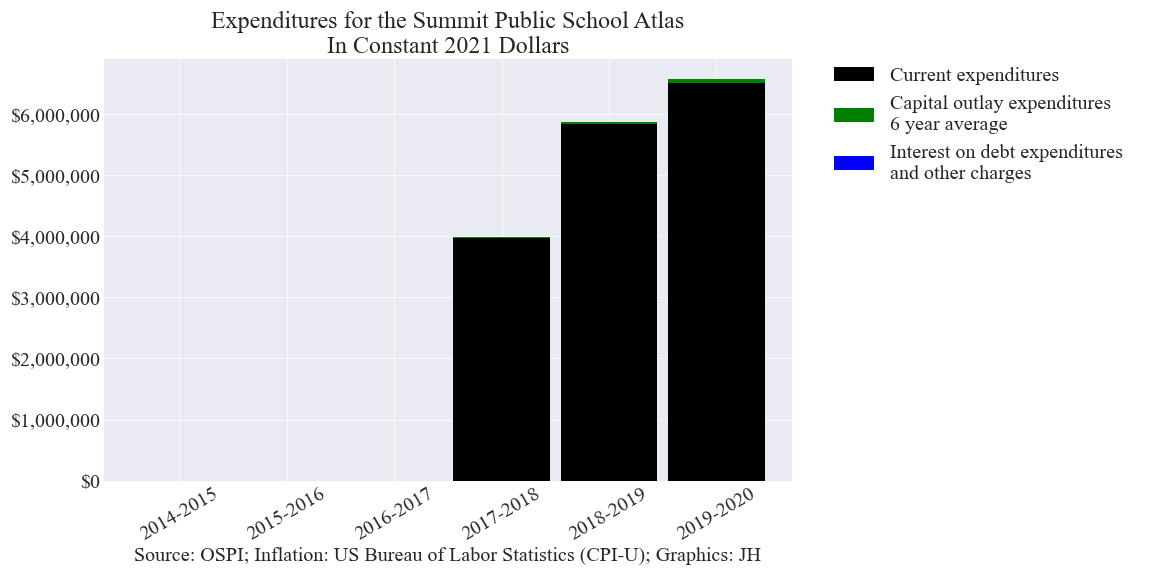 Expenditures for the Summit Public School Atlas
In Constant 2021 Dollars
$6,000,000
$5,000,000
$4,000,000
$3,000,000
$2,000,000
$1,000,000
$0
2014-2015
2015-2016
2016-2017
2017-2018
2018-2019
2019-2020
Source: OSPI; Inflation: US Bureau of Labor Statistics (CPI-U); Graphics: JH
Current expenditures
Capital outlay expenditures
6 year average
Interest on debt expenditures
and other charges